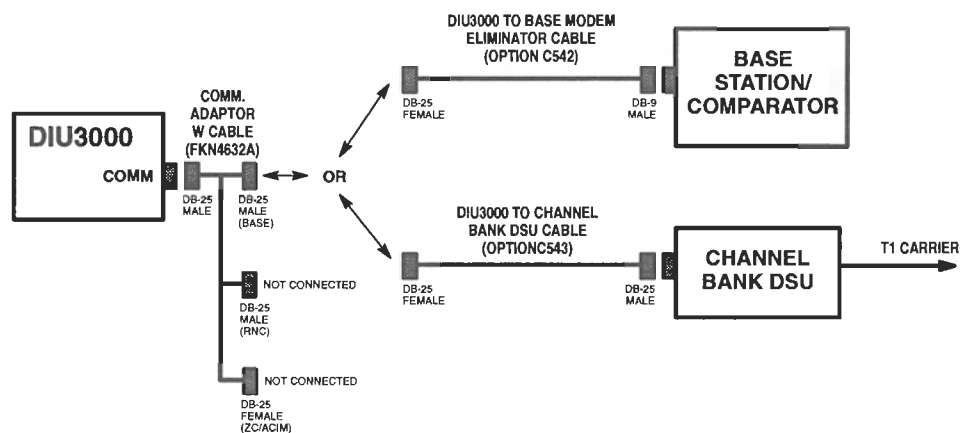 DIU3000 TO BASE MODEM
ELIMINATOR CABLE
(OPTION C542)
BASE
STATION/
COMPARATOR
DB-25
FEMALE
DB-9
MALE
COMM.
ADAPTOR
W CABLE
(FKN4632A)
DIU3000
COMM
DB-25
MALE
DB-25
MALE
(BASE)
OR
DIU3000 TO CHANNEL
BANK DSU CABLE
(OPTIONC543)
DB-25
FEMALE
DB-25
MALE
CHANNEL
BANK DSU
T1 CARRIER
NOT CONNECTED
DB-25
MALE
(RNC)
NOT CONNECTED
DB-25
FEMALE
(ZC/ACIM)